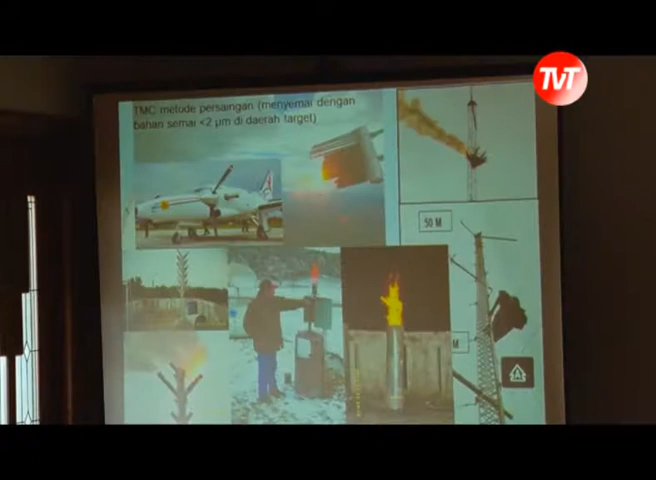 TVT
TMC metode persaingan (menyemai dengan
bahan semai <2 µm di daerah target)
50 M
M